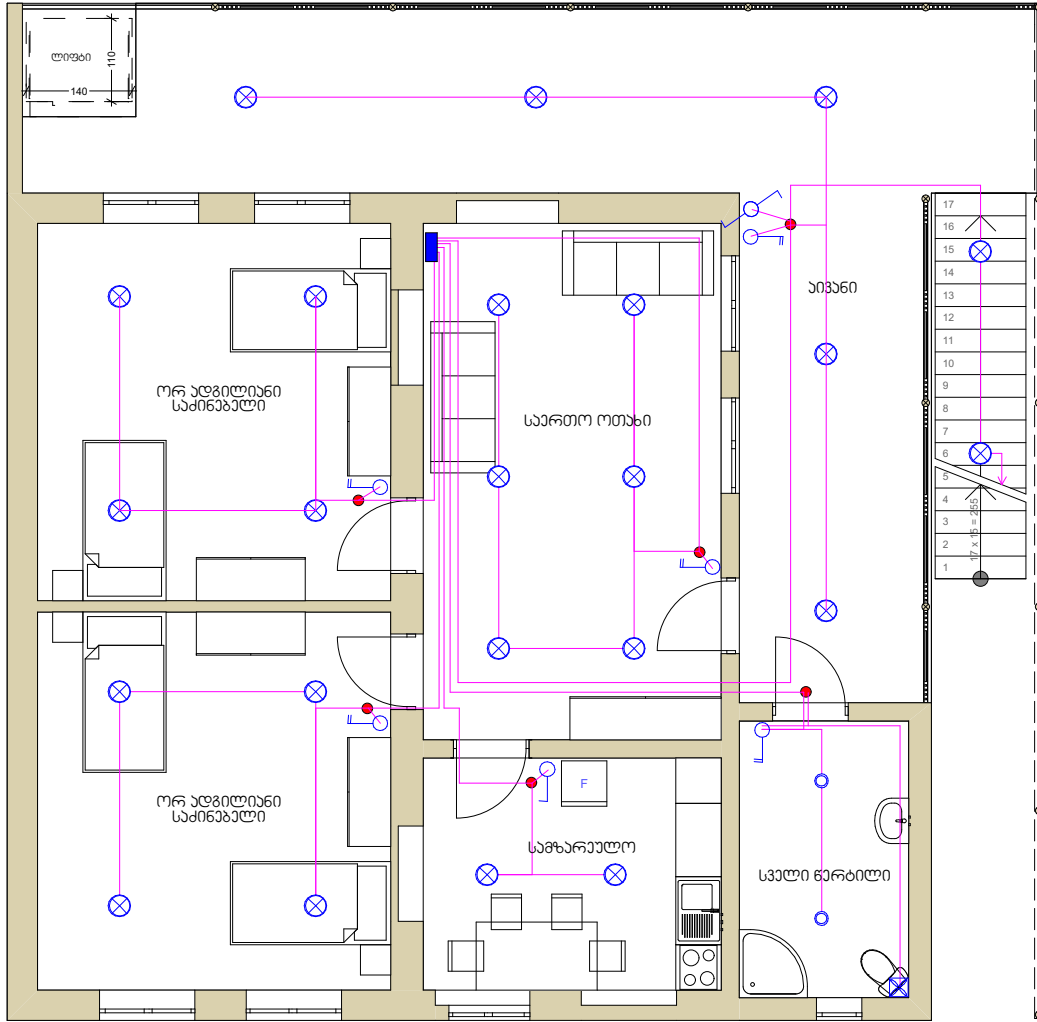 ლიფტი
110
140
17
16
15
14
13
12
11
10
9
8
7
6
5
4
3
2
1
17 x 15 = 255
აივანი
ორ ადგილიანი
საძინებელი
საერთო ოთახი
ორ ადგილიანი
საძინებელი
F
სამზარეულო
სველი წერტილი